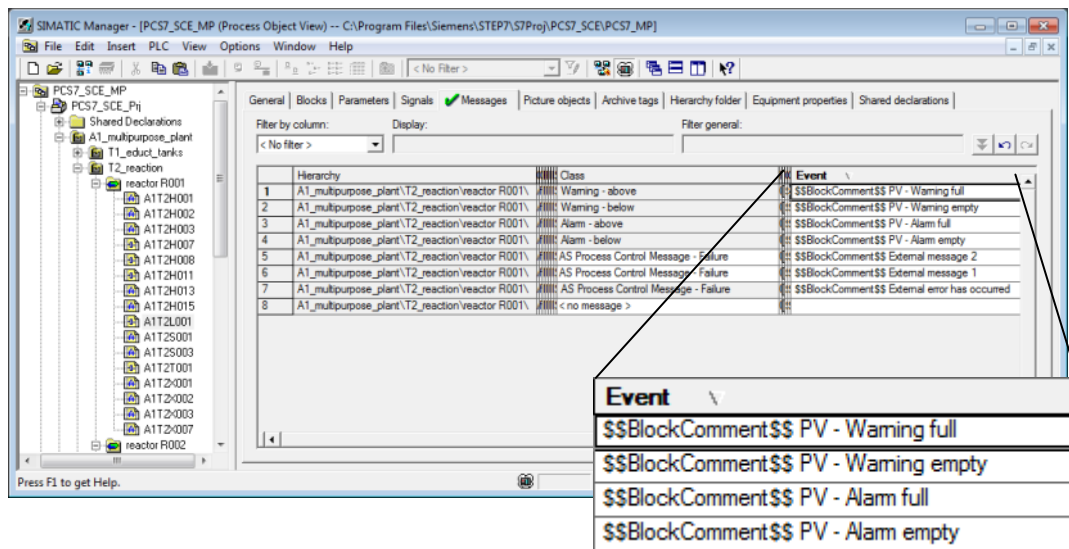 SIMATIC Manager - [PCS7_SCE_MP (Process Object View) -- C:\Program Files\Siemens\STEP7\S7Proj\PCS7_SCE\PCS7_MP]
File Edit Insert PLC View Options Window Help
< No Filter >
PCS7_SCE_MP
PCS7_SCE_Prj
Shared Declarations
A1_multipurpose_plant
T1_educt_tanks
T2_reaction
reactor R001
A1T2H001
A1T2H002
A1T2H003
A1T2H007
A1T2H008
A1T2H011
A1T2H013
A1T2H015
A1T2L001
A1T2S001
A1T2S003
A1T2T001
A1T2X001
A1T2X002
A1T2X003
A1T2X007
reactor R002
General Blocks Parameters Signals Messages Picture objects Archive tags Hierarchy folder Equipment properties Shared declarations
Filter by column: Display: Filter general:
< No filter >
Hierarchy Class Event
1 A1_multipurpose_plant\T2_reaction\reactor R001\ Warning - above $$BlockComment$$ PV - Warning full
2 A1_multipurpose_plant\T2_reaction\reactor R001\ Warning - below $$BlockComment$$ PV - Warning empty
3 A1_multipurpose_plant\T2_reaction\reactor R001\ Alarm - above $$BlockComment$$ PV - Alarm full
4 A1_multipurpose_plant\T2_reaction\reactor R001\ Alarm - below $$BlockComment$$ PV - Alarm empty
5 A1_multipurpose_plant\T2_reaction\reactor R001\ AS Process Control Message - Failure $$BlockComment$$ External message 2
6 A1_multipurpose_plant\T2_reaction\reactor R001\ AS Process Control Message - Failure $$BlockComment$$ External message 1
7 A1_multipurpose_plant\T2_reaction\reactor R001\ AS Process Control Message - Failure $$BlockComment$$ External error has occurred
8 A1_multipurpose_plant\T2_reaction\reactor R001\ < no message >
Press F1 to get Help.
Event
$$BlockComment$$ PV - Warning full
$$BlockComment$$ PV - Warning empty
$$BlockComment$$ PV - Alarm full
$$BlockComment$$ PV - Alarm empty